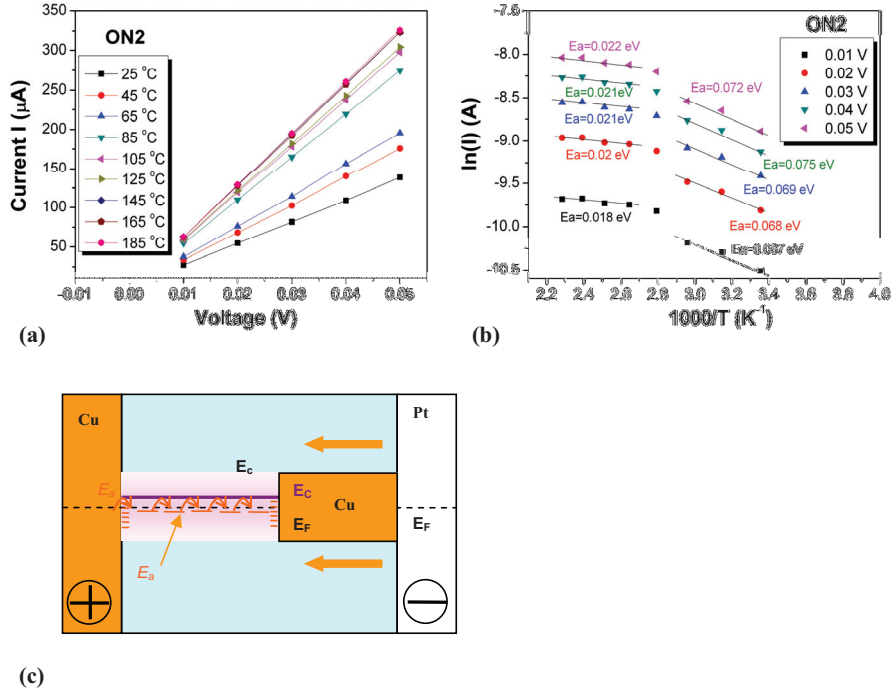 ON2
25 °C
45 °C
65 °C
85 °C
105 °C
125 °C
145 °C
165 °C
185 °C
350
300
250
200
150
100
50
Current I (μA)
-0.01 0.00 0.01 0.02 0.03 0.04 0.05 0.06
Voltage (V)
(a)
ON2
0.01 V
0.02 V
0.03 V
0.04 V
0.05 V
-7.5
-8.0
-8.5
-9.0
-9.5
-10.0
-10.5
ln(I) (A)
Ea=0.022 eV
Ea=0.072 eV
Ea=0.021eV
Ea=0.021eV
Ea=0.075 eV
Ea=0.02 eV
Ea=0.069 eV
Ea=0.068 eV
Ea=0.018 eV
2.2 2.4 2.6 2.8 3.0 3.2 3.4 3.6 3.8 4.0
1000/T (K⁻¹)
(b)
Cu
Pt
Ec
Ea
EC
Cu
EF
EF
Ea
(c)